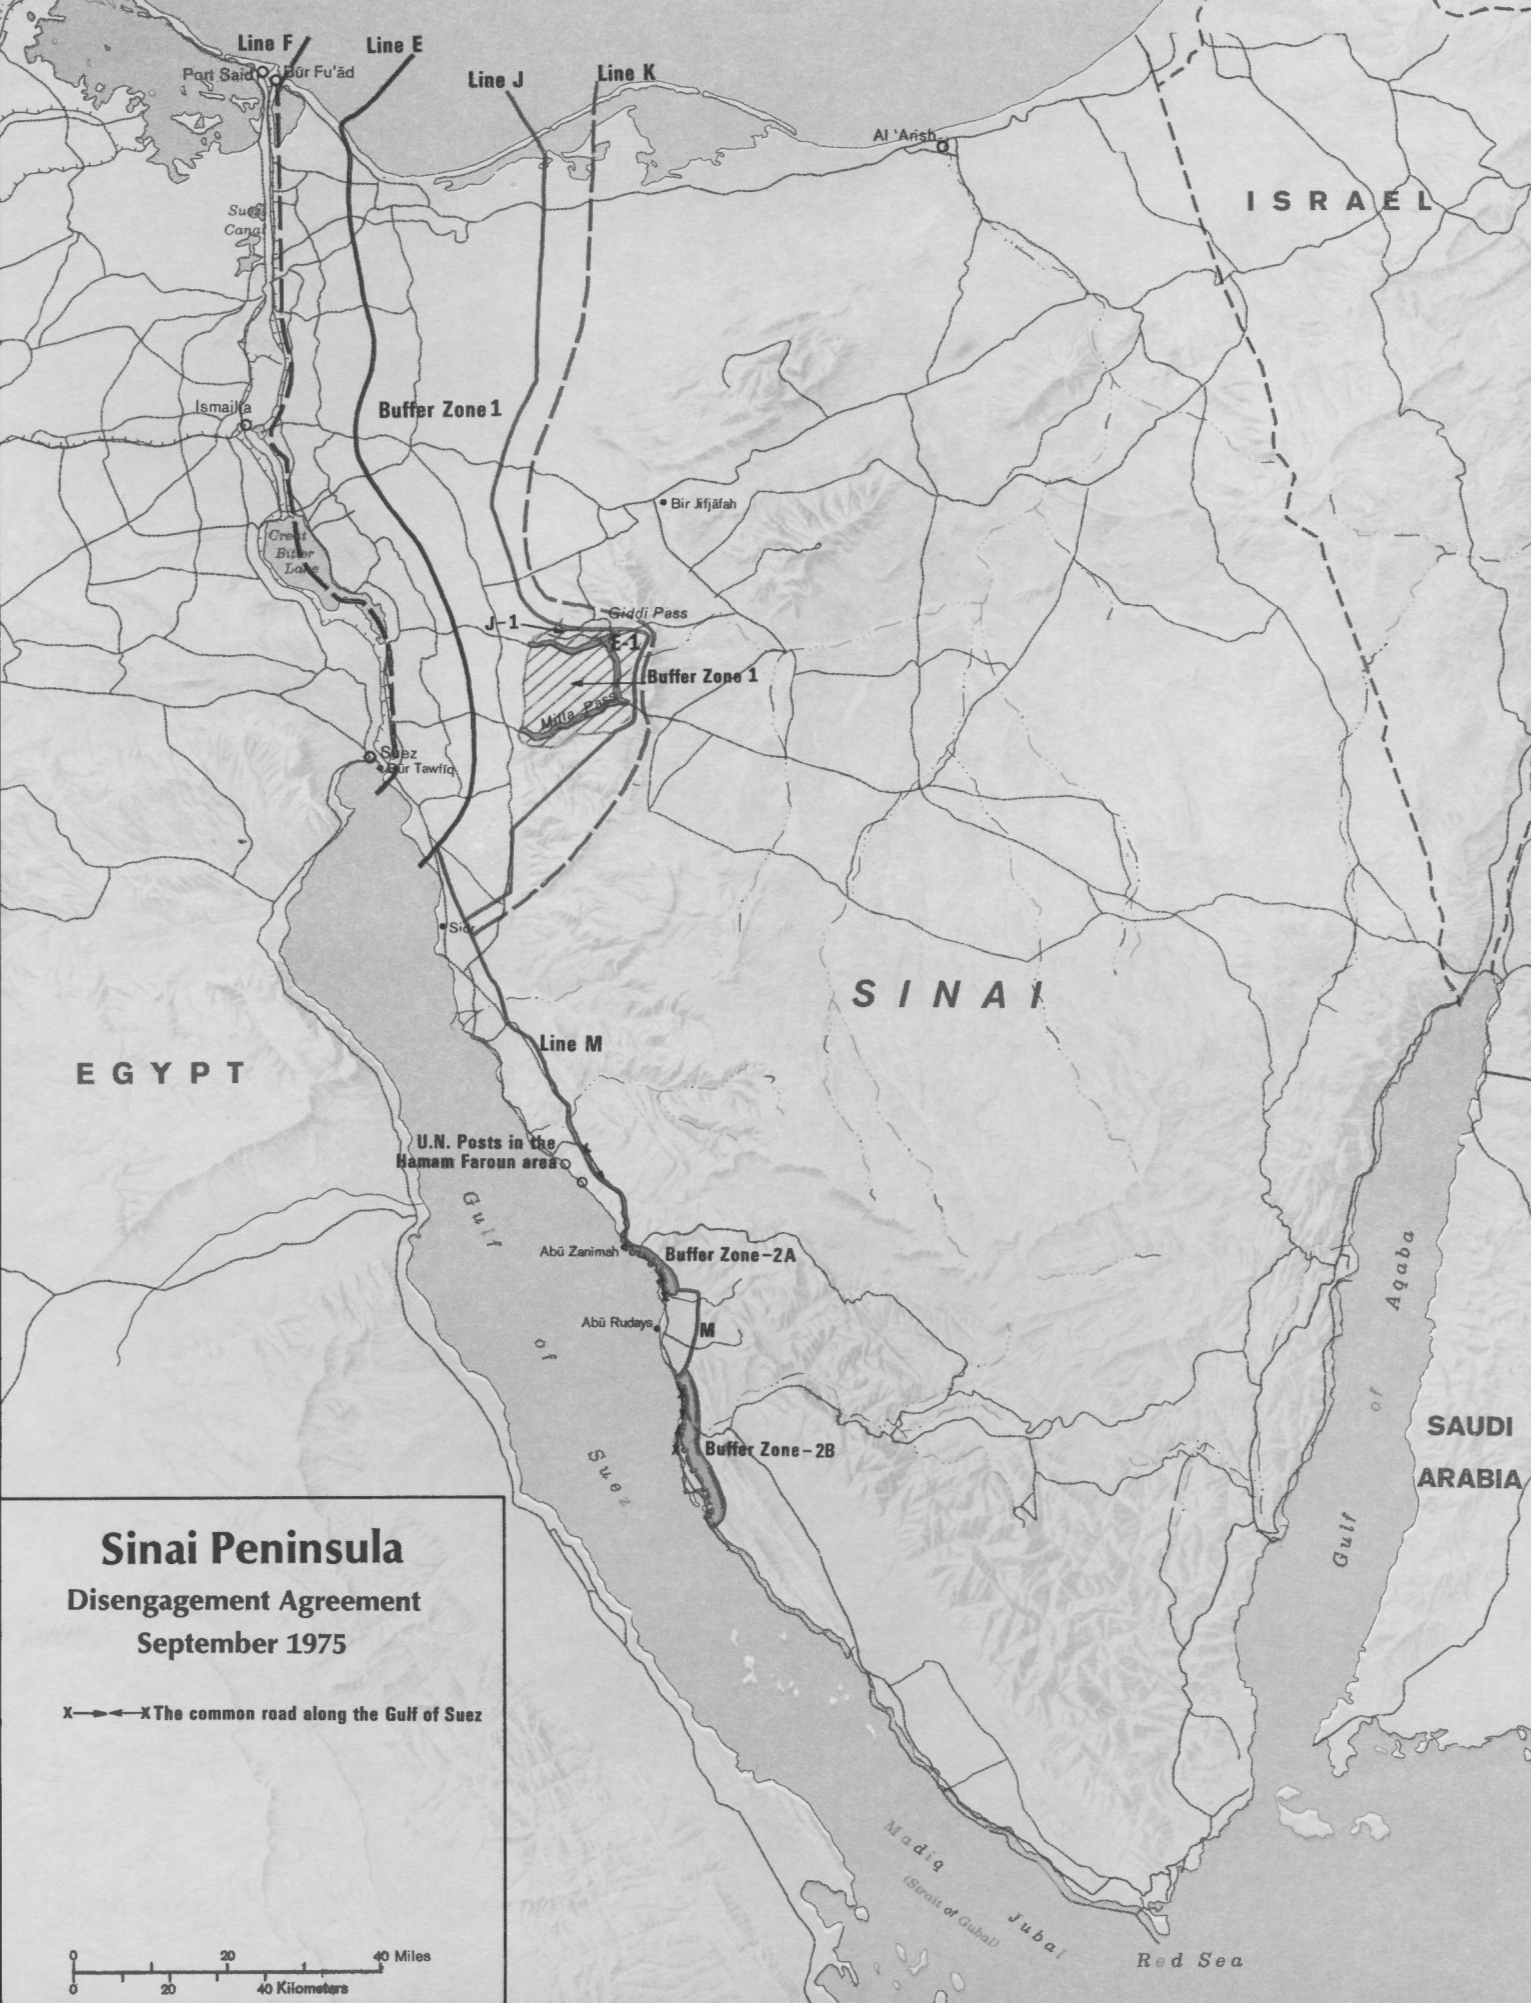 Line F
Line E
Line J
Line K
Port Said
Būr Fu'ād
Al 'Arīsh
ISRAEL
Suez
Canal
Ismailia
Buffer Zone 1
Bir Jifjāfah
Great
Bitter
Lake
Giddi Pass
J-1
E-1
Buffer Zone 1
Mitla Pass
Suez
Būr Tawfīq
Sidr
SINAI
EGYPT
Line M
U.N. Posts in the
Hamam Faroun area
Gulf
of
Suez
Abū Zanimah
Buffer Zone-2A
Abū Rudays
M
Buffer Zone-2B
Gulf
of
Aqaba
SAUDI
ARABIA
Sinai Peninsula
Disengagement Agreement
September 1975
X X The common road along the Gulf of Suez
0 20 40 Miles
0 20 40 Kilometers
Madiq Jubal
(Strait of Gubal)
Red Sea